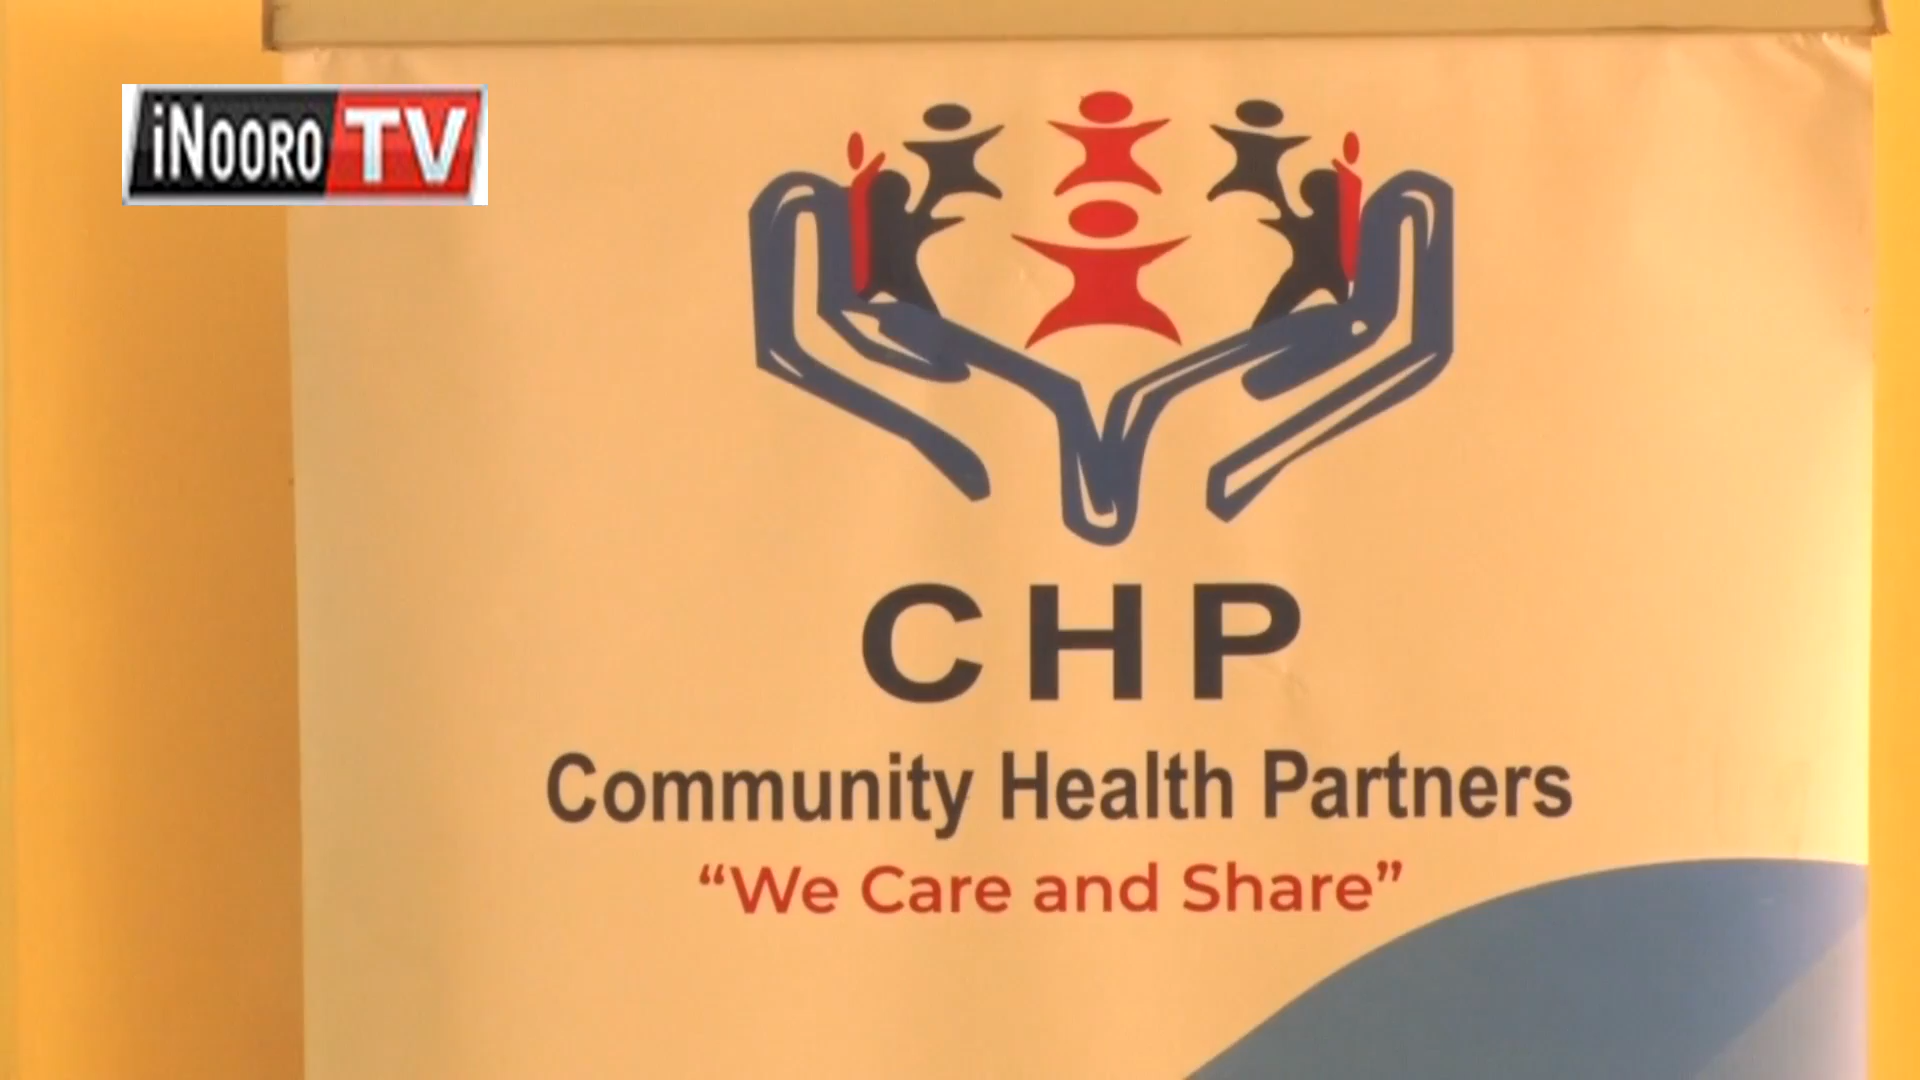 iNOORO TV
CHP
Community Health Partners
“We Care and Share”